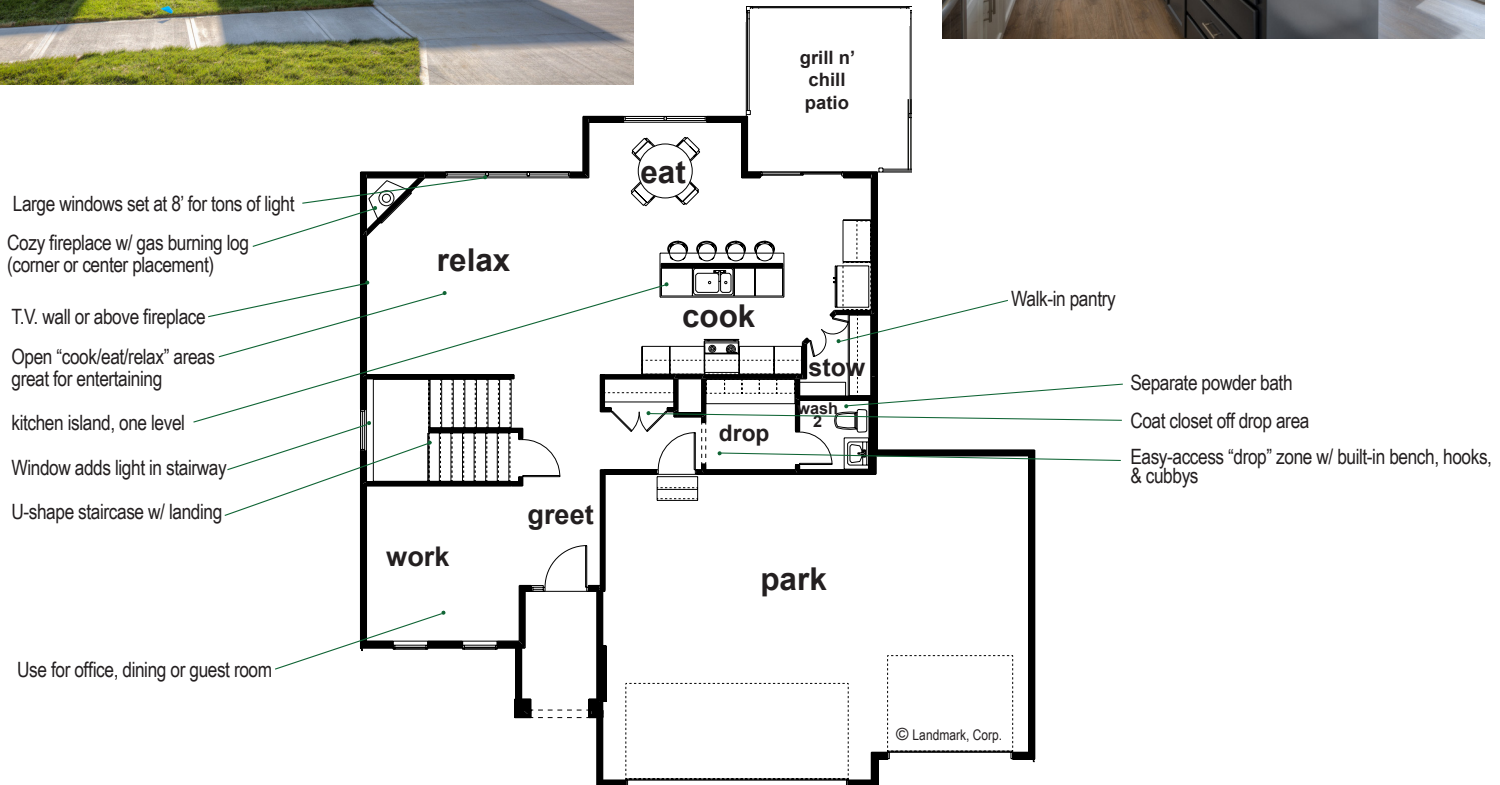 grill n'
chill
patio
eat
Large windows set at 8’ for tons of light
Cozy fireplace w/ gas burning log
(corner or center placement)
relax
T.V. wall or above fireplace
Walk-in pantry
cook
Open “cook/eat/relax” areas
great for entertaining
stow
kitchen island, one level
Separate powder bath
wash
2
Coat closet off drop area
drop
Easy-access “drop” zone w/ built-in bench, hooks,
& cubbys
Window adds light in stairway
U-shape staircase w/ landing
greet
work
park
Use for office, dining or guest room
© Landmark, Corp.